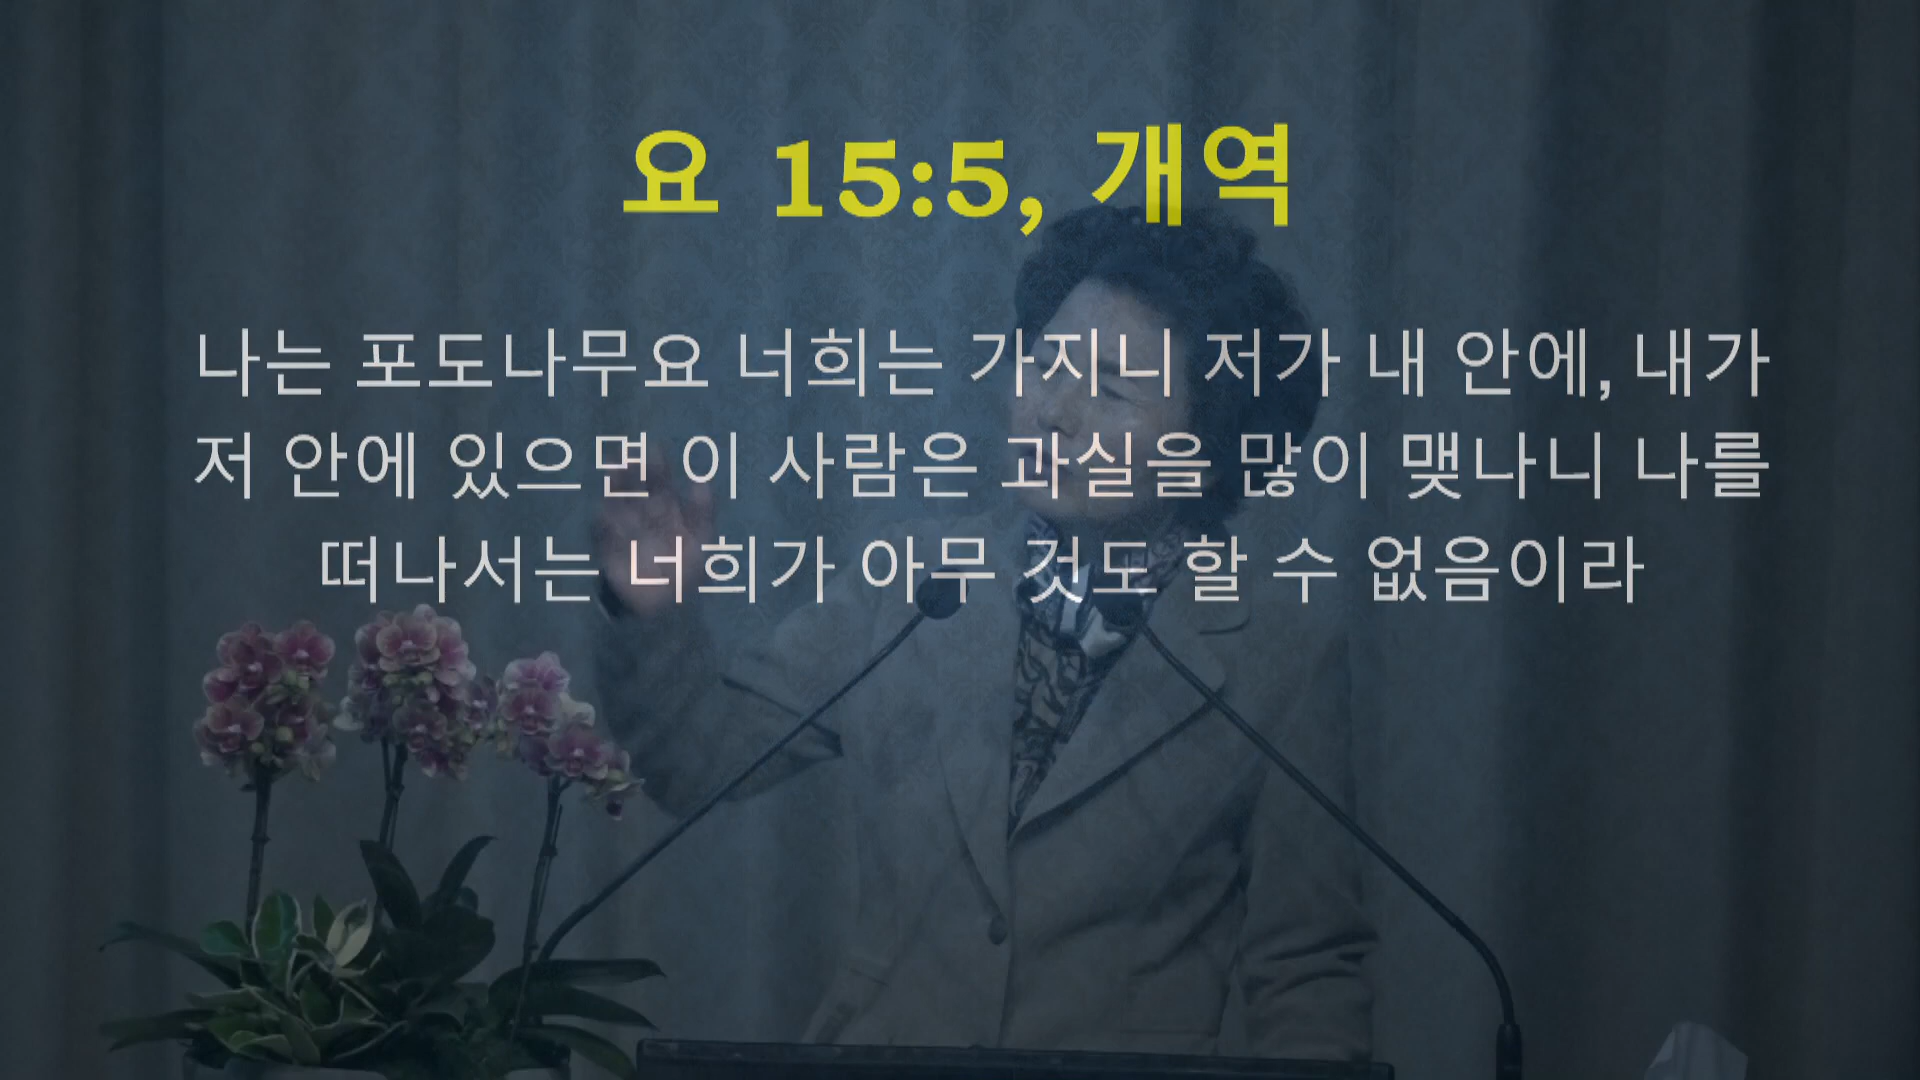 요 15:5, 개역
나는 포도나무요 너희는 가지니 저가 내 안에, 내가
저 안에 있으면 이 사람은 과실을 많이 맺나니 나를
떠나서는 너희가 아무 것도 할 수 없음이라